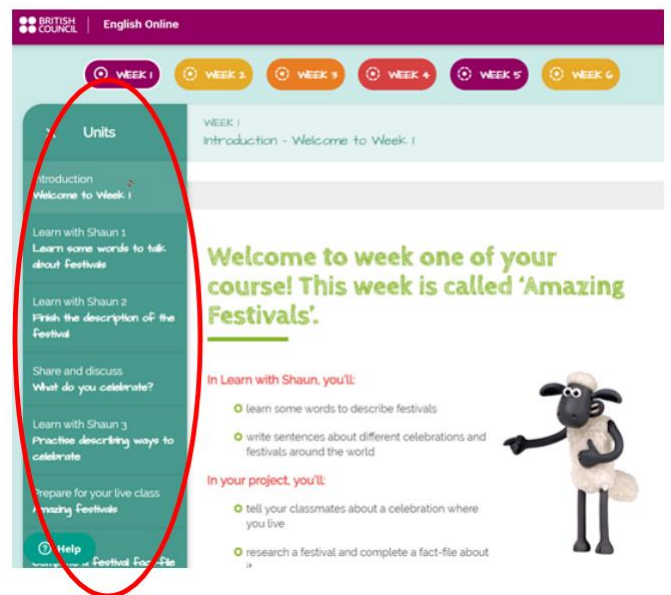 BRITISH
COUNCIL
English Online
WEEK 1
WEEK 2
WEEK 3
WEEK 4
WEEK 5
WEEK 6
Units
Introduction
Welcome to Week 1
Learn with Shaun 1
Learn some words to talk
about festivals
Learn with Shaun 2
Finish the description of the
festival
Share and discuss
What do you celebrate?
Learn with Shaun 3
Practise describing ways to
celebrate
Prepare for your live class
Amazing Festivals
Help
Complete a festival fact-file
WEEK 1
Introduction - Welcome to Week 1
Welcome to week one of your
course! This week is called ‘Amazing
Festivals’.
In Learn with Shaun, you'll:
learn some words to describe festivals
write sentences about different celebrations and
festivals around the world
In your project, you'll:
tell your classmates about a celebration where
you live
research a festival and complete a fact-file about